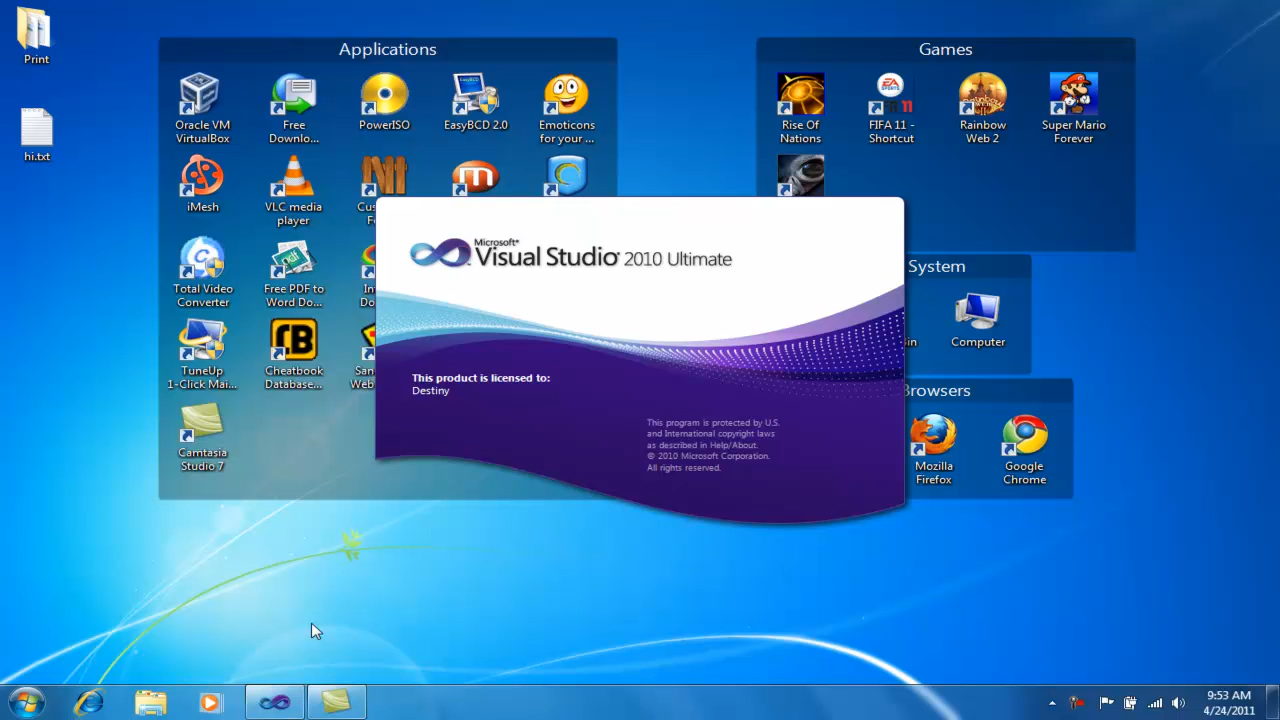 Print
hi.txt
Applications
Oracle VM
VirtualBox
Free
Downlo...
PowerISO
EasyBCD 2.0
Emoticons
for your ...
iMesh
VLC media
player
Total Video
Converter
Free PDF to
Word Do...
TuneUp
1-Click Mai...
Cheatbook
Database...
Camtasia
Studio 7
Games
Rise Of
Nations
EA
SPORTS
11
FIFA 11 -
Shortcut
Rainbow
Web 2
Super Mario
Forever
Microsoft®
Visual Studio® 2010 Ultimate
This product is licensed to:
Destiny
This program is protected by U.S.
and International copyright laws
as described in Help/About.
© 2010 Microsoft Corporation.
All rights reserved.
System
Computer
Browsers
Mozilla
Firefox
Google
Chrome
9:53 AM
4/24/2011